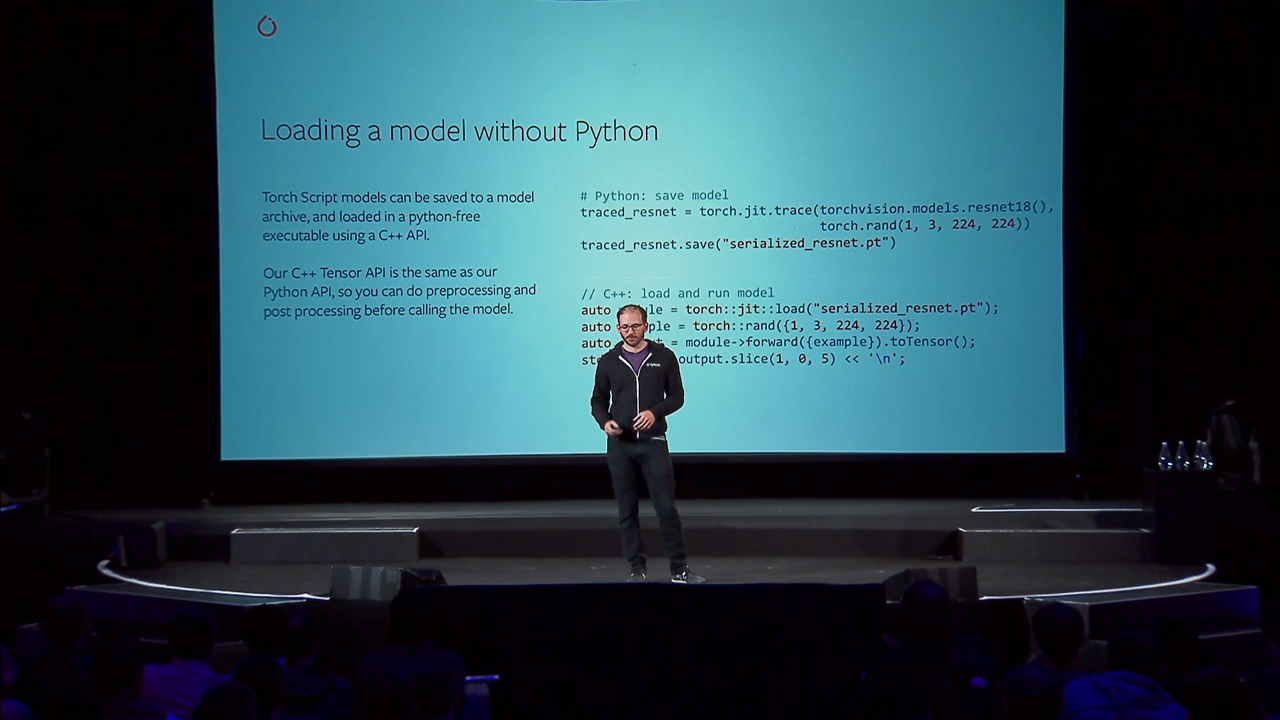 Loading a model without Python
Torch Script models can be saved to a model
archive, and loaded in a python-free
executable using a C++ API.
Our C++ Tensor API is the same as our
Python API, so you can do preprocessing and
post processing before calling the model.
# Python: save model
traced_resnet = torch.jit.trace(torchvision.models.resnet18(),
torch.rand(1, 3, 224, 224))
traced_resnet.save("serialized_resnet.pt")
// C++: load and run model
auto = torch::jit::load("serialized_resnet.pt");
auto = torch::rand({1, 3, 224, 224});
auto = module->forward({example}).toTensor();
output.slice(1, 0, 5) << '\n';